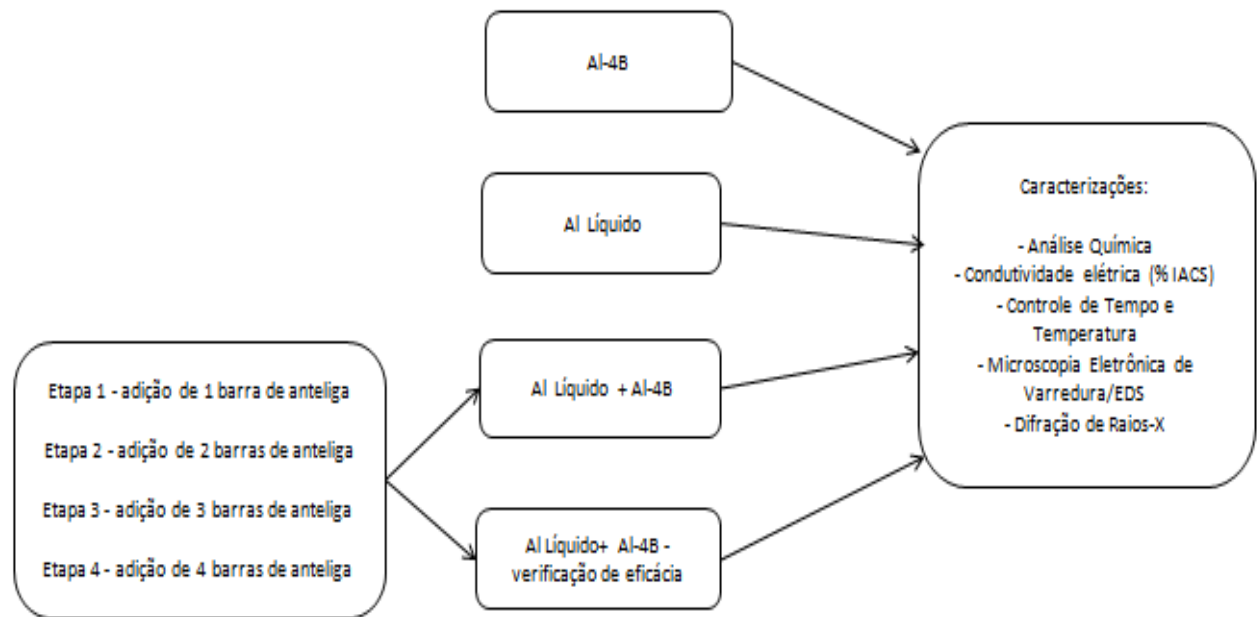 Al-4B
Al Líquido
Etapa 1 - adição de 1 barra de anteliga
Etapa 2 - adição de 2 barras de anteliga
Etapa 3 - adição de 3 barras de anteliga
Etapa 4 - adição de 4 barras de anteliga
Al Líquido + Al-4B
Al Líquido+ Al-4B -
verificação de eficácia
Caracterizações:
- Análise Química
- Condutividade elétrica (% IACS)
- Controle de Tempo e
Temperatura
- Microscopia Eletrônica de
Varredura/EDS
- Difração de Raios-X